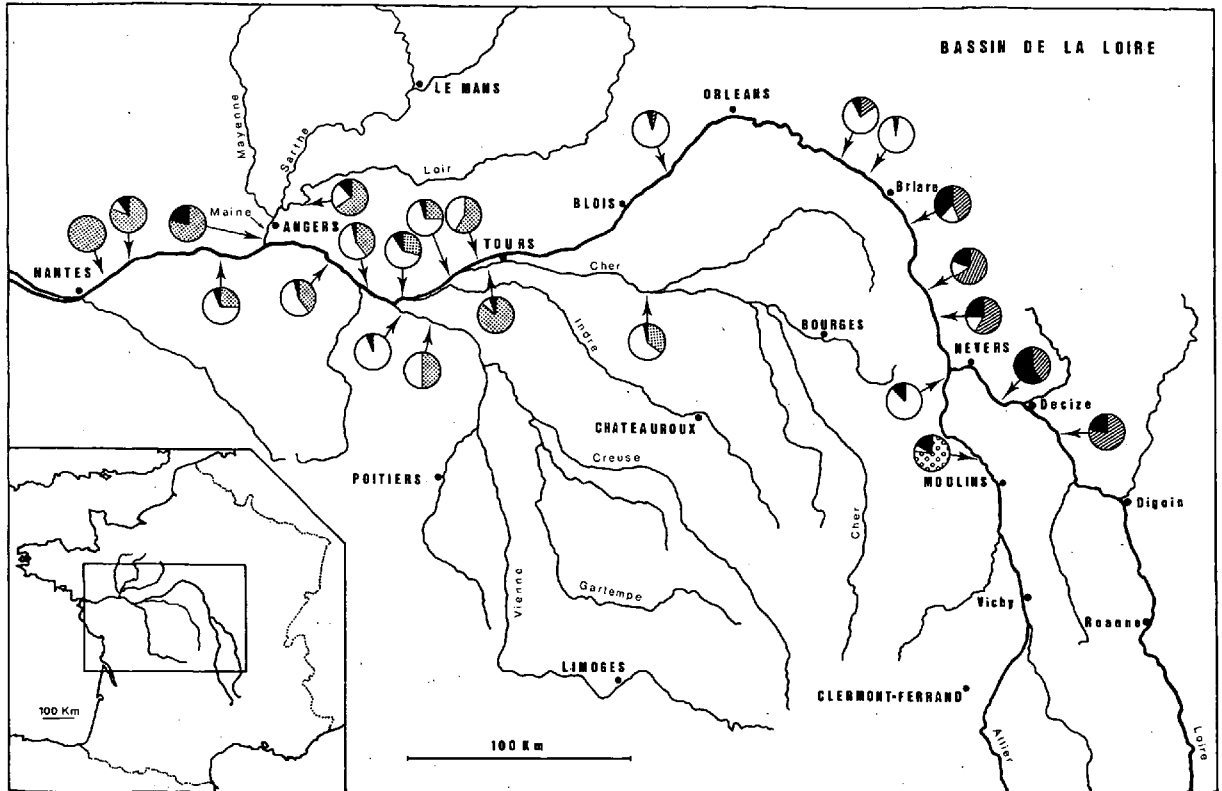 BASSIN DE LA LOIRE
LE MANS
ORLEANS
Mayenne
Sarthe
Loir
Briare
BLOIS
Maine
ANGERS
TOURS
NANTES
Cher
Indre
BOURGES
NEVERS
Decize
CHATEAUROUX
Creuse
POITIERS
MOULINS
Digoin
Cher
Vienne
Gartempe
Vichy
Roanne
LIMOGES
CLERMONT-FERRAND
100 Km
100 Km
Allier
Loire